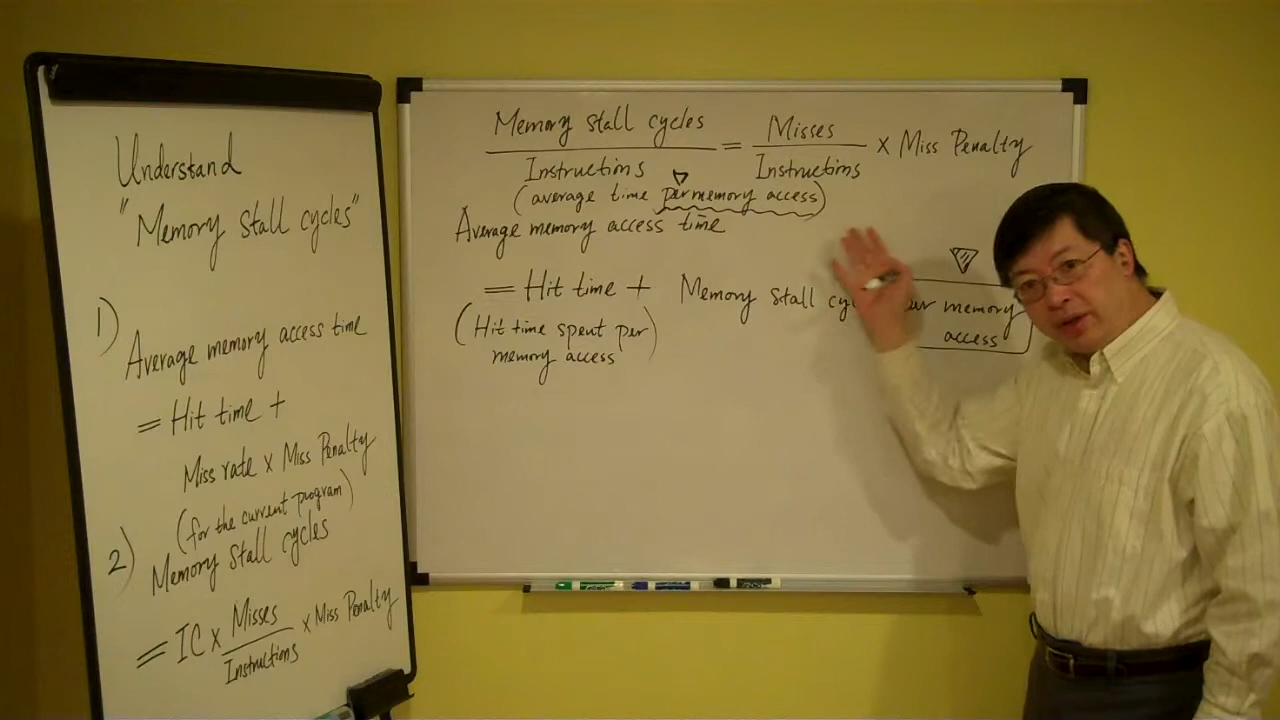 Understand
"Memory stall cycles"
1) Average memory access time
= Hit time +
Miss rate × Miss Penalty
(for the current program)
2) Memory Stall cycles
= IC × Misses / Instructions × Miss Penalty
Memory stall cycles / Instructions = Misses / Instructions × Miss Penalty
(average time per memory access)
Average memory access time
= Hit time + Memory stall memory
access
(Hit time spent per
memory access)